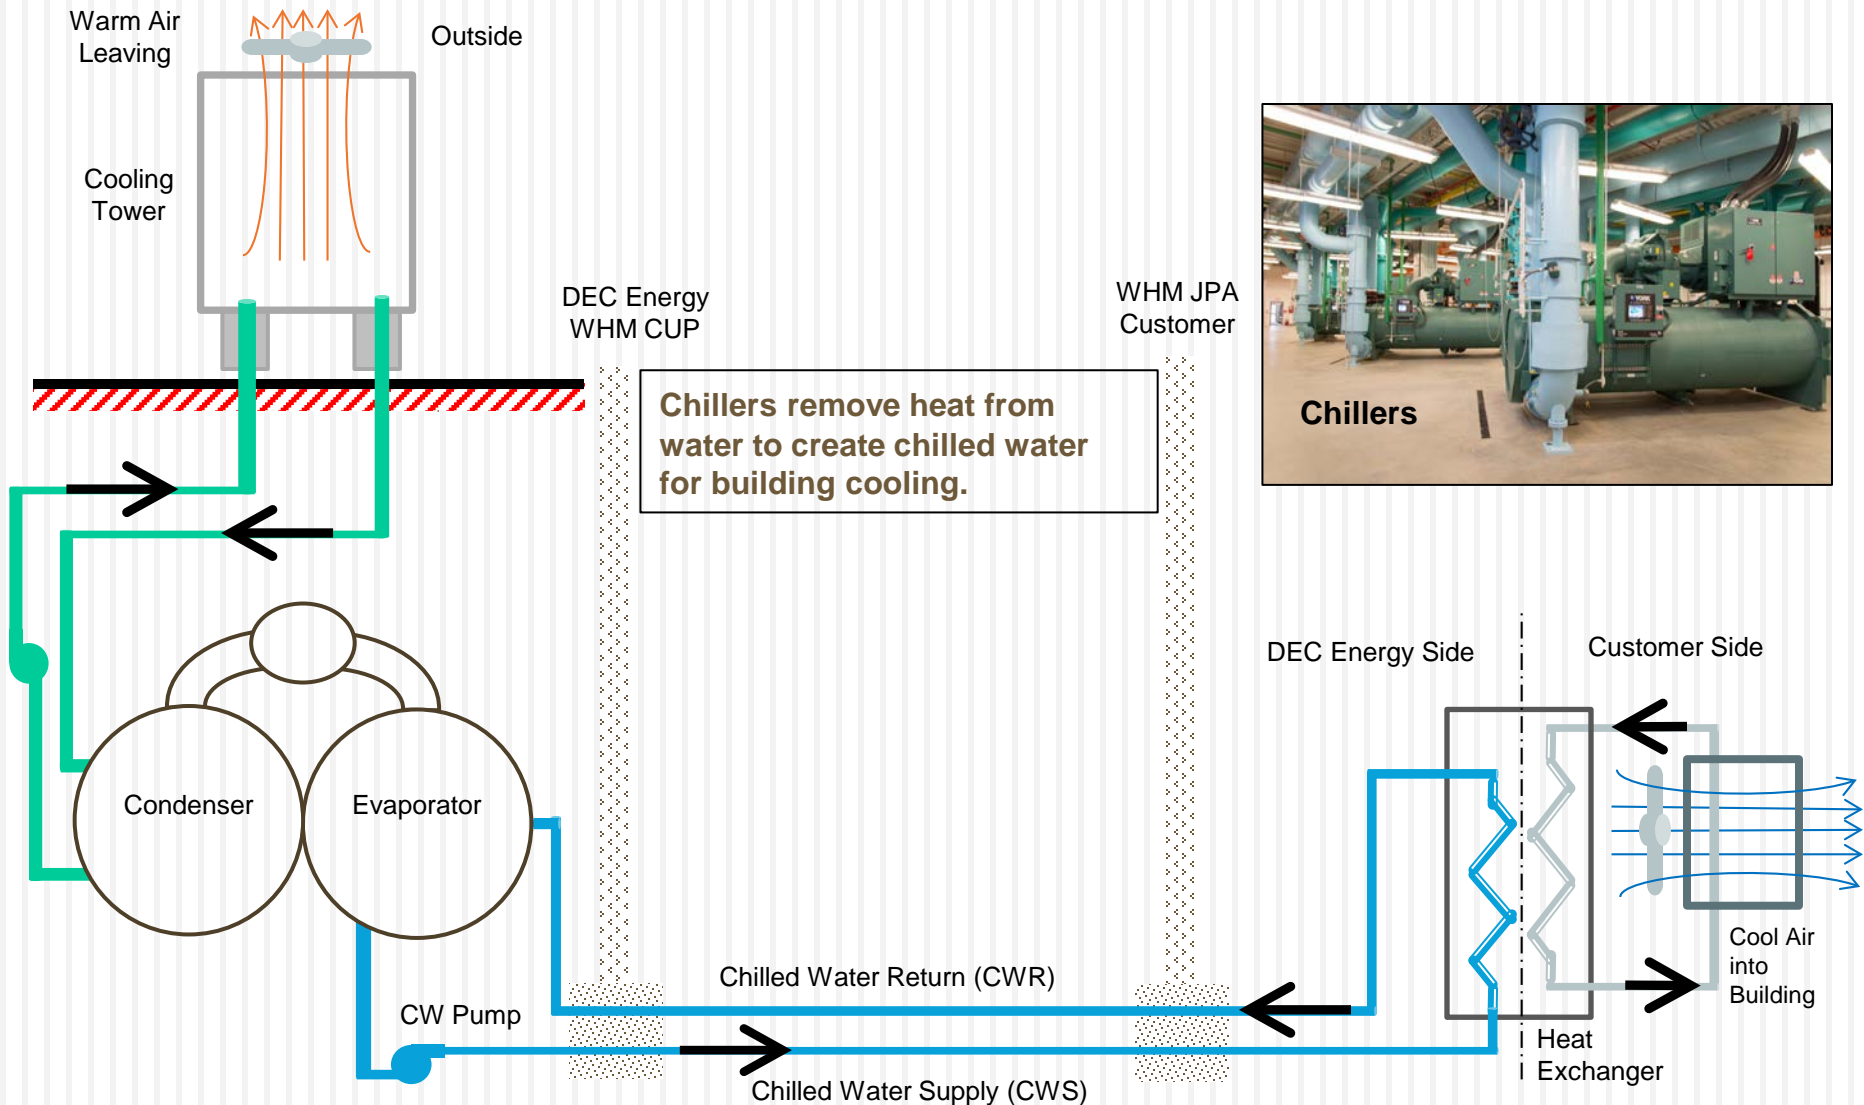 Warm Air
Leaving
Outside
Cooling
Tower
DEC Energy
WHM CUP
WHM JPA
Customer
Chillers remove heat from
water to create chilled water
for building cooling.
Chillers
DEC Energy Side
Customer Side
Condenser
Evaporator
Cool Air
into
Building
Chilled Water Return (CWR)
CW Pump
Heat
Exchanger
Chilled Water Supply (CWS)